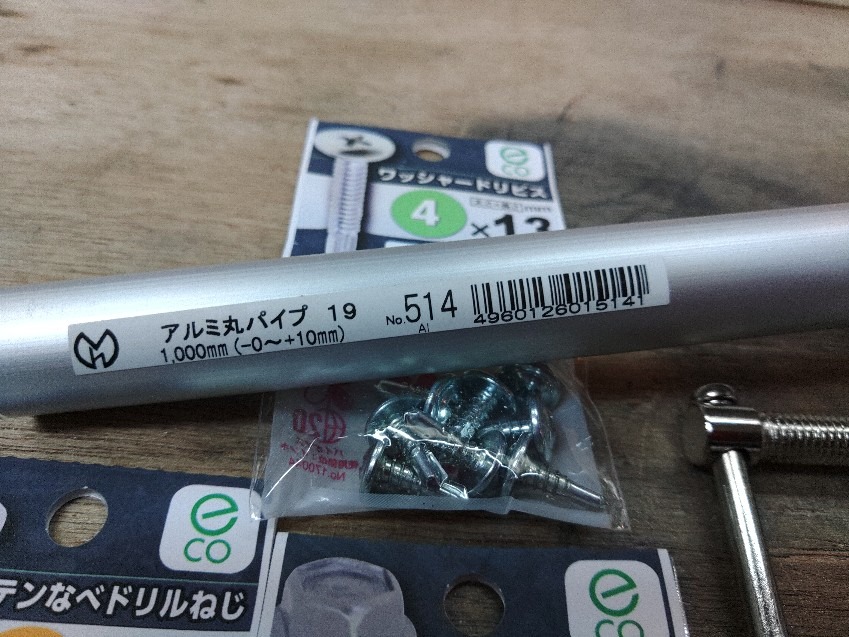 eco
ワッシャードリビス
4 ×13
mm
アルミ丸パイプ 19
1,000mm (-0～+10mm)
No.514
Al
4960126015141
eco
テンなべドリルねじ
eco